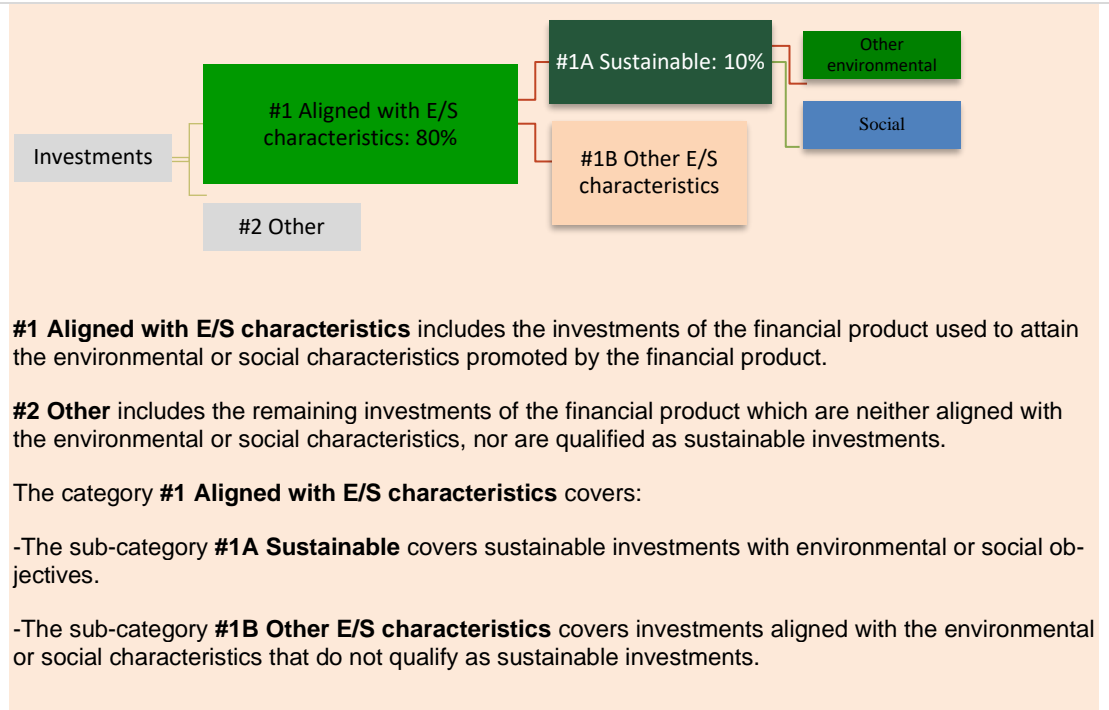 Investments
#1 Aligned with E/S
characteristics: 80%
#2 Other
#1A Sustainable: 10%
#1B Other E/S
characteristics
Other
environmental
Social
#1 Aligned with E/S characteristics includes the investments of the financial product used to attain
the environmental or social characteristics promoted by the financial product.
#2 Other includes the remaining investments of the financial product which are neither aligned with
the environmental or social characteristics, nor are qualified as sustainable investments.
The category #1 Aligned with E/S characteristics covers:
-The sub-category #1A Sustainable covers sustainable investments with environmental or social ob-
jectives.
-The sub-category #1B Other E/S characteristics covers investments aligned with the environmental
or social characteristics that do not qualify as sustainable investments.